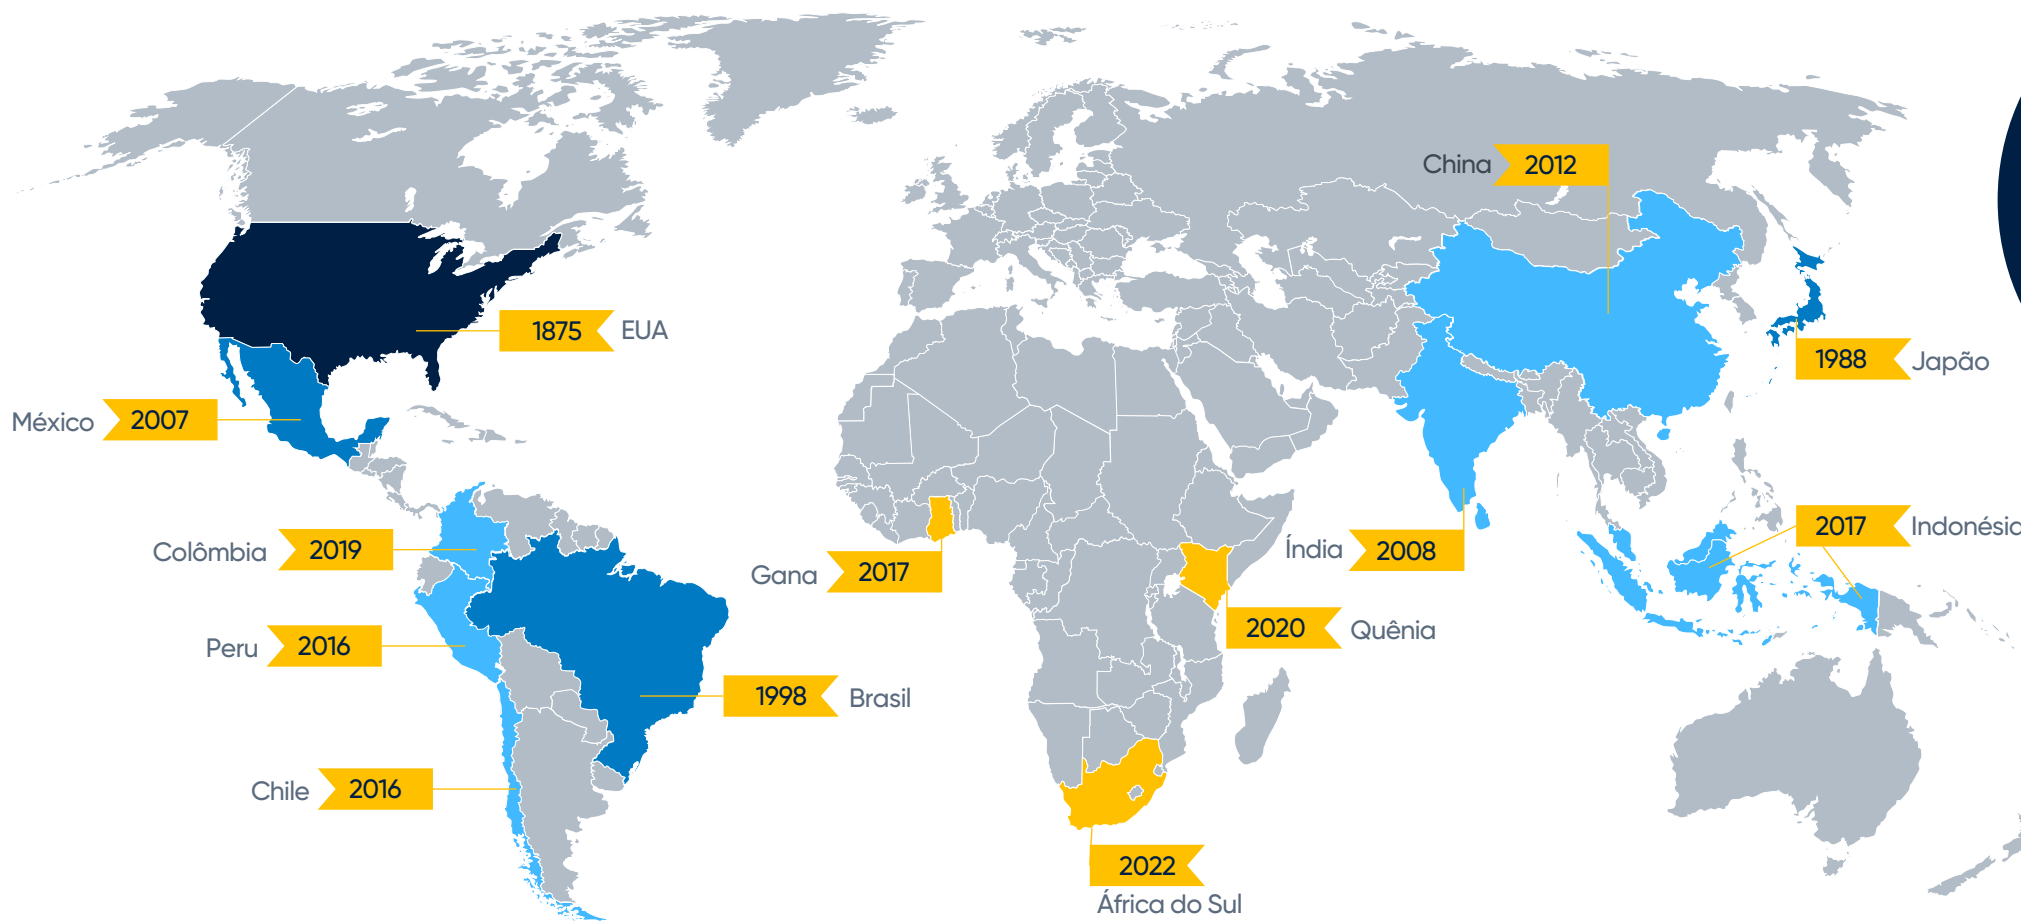 China 2012
1875 EUA
1988 Japão
México 2007
Colômbia 2019
2017 Indonésia
Índia 2008
Gana 2017
2020 Quênia
Peru 2016
1998 Brasil
Chile 2016
2022
África do Sul